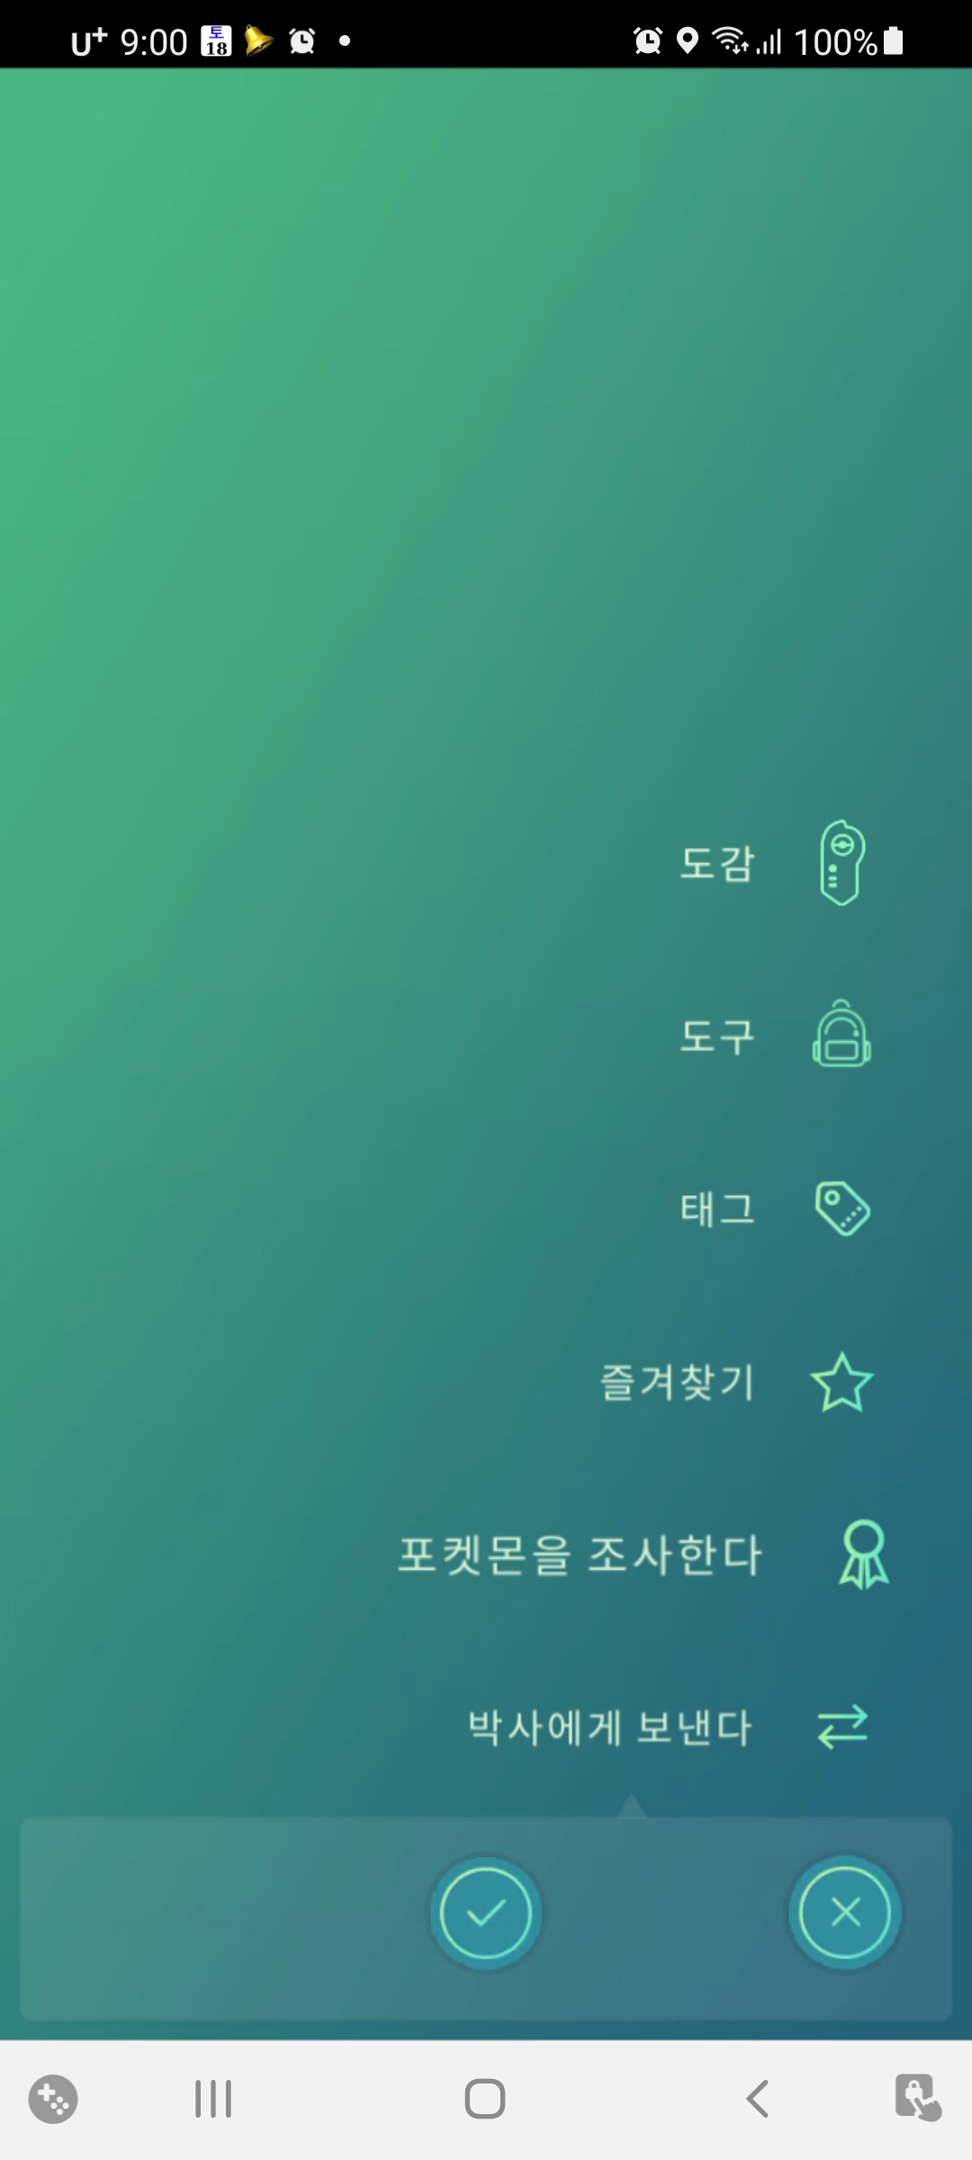 U+ 9:00 토 18 100%
도감
도구
태그
즐겨찾기
포켓몬을 조사한다
박사에게 보낸다